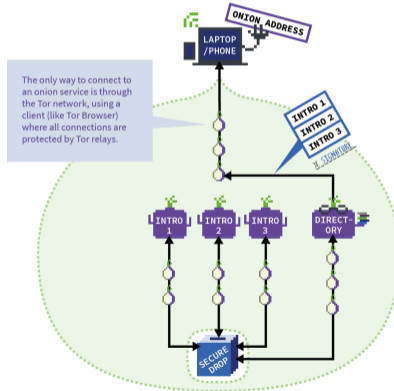 ONION ADDRESS
LAPTOP
/PHONE
The only way to connect to
an onion service is through
the Tor network, using a
client (like Tor Browser)
where all connections are
protected by Tor relays.
INTRO 1
INTRO 2
INTRO 3
W SIGNATURE
INTRO
1
INTRO
2
INTRO
3
DIRECT-
ORY
SECURE
DROP